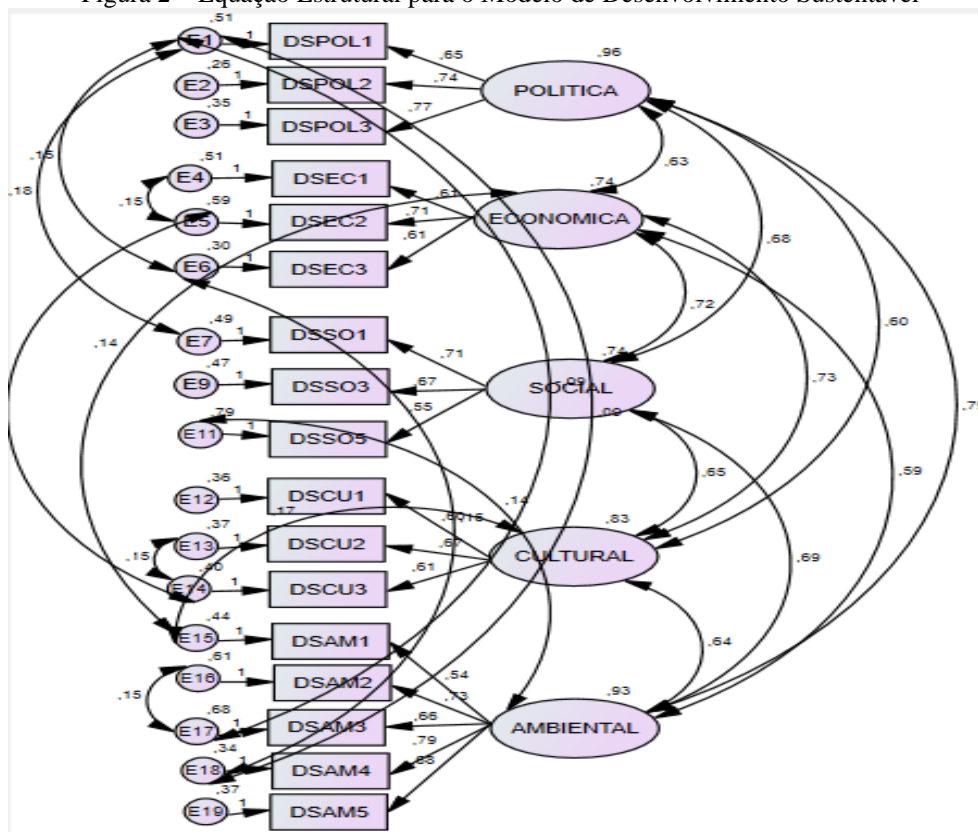 Figura 2 – Equação Estrutural para o Modelo de Desenvolvimento Sustentável
,51
E1 1 DSPOL1
,65
,96
,26
E2 1 DSPOL2
,74
POLITICA
,35
E3 1 DSPOL3
,77
,15
,18
,63
,51
E4 1 DSEC1
,61
,74
,15
,59
E5 1 DSEC2
,71
ECONOMICA
,68
,30
E6 1 DSEC3
,61
,72
,49
E7 1 DSSO1
,71
,74
,14
,60
,73
,47
E9 1 DSSO3
,67
SOCIAL
,09
,79
E11 1 DSSO5
,55
,09
,65
,59
,36
E12 1 DSCU1
,14
,17
,15
,83
,37
E13 1 DSCU2
,67
CULTURAL
,69
,15
,40
E14 1 DSCU3
,61
,44
E15 1 DSAM1
,54
,64
,61
E16 1 DSAM2
,73
,93
,15
,68
E17 1 DSAM3
,66
AMBIENTAL
,34
E18 1 DSAM4
,79
,37
E19 1 DSAM5